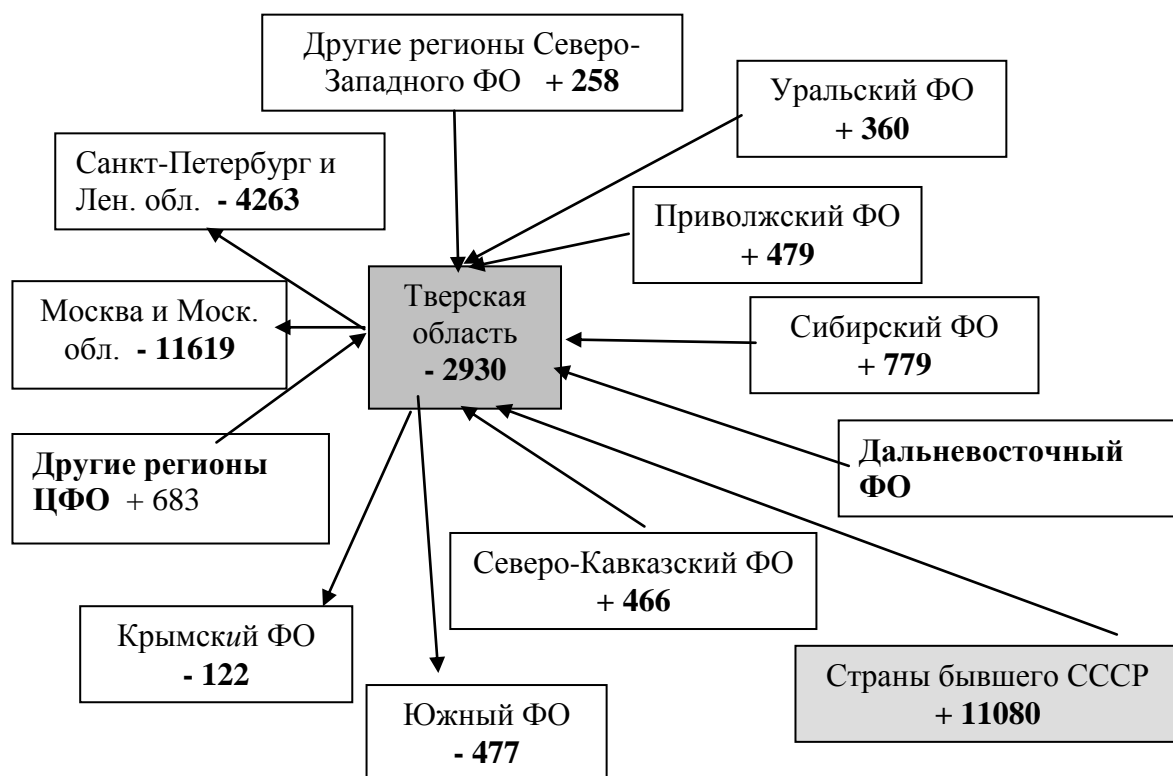 Другие регионы Северо-
Западного ФО + 258
Уральский ФО
+ 360
Санкт-Петербург и
Лен. обл. - 4263
Приволжский ФО
+ 479
Москва и Моск.
обл. - 11619
Тверская
область
- 2930
Сибирский ФО
+ 779
Другие регионы
ЦФО + 683
Дальневосточный
ФО
Северо-Кавказский ФО
+ 466
Крымский ФО
- 122
Южный ФО
- 477
Страны бывшего СССР
+ 11080